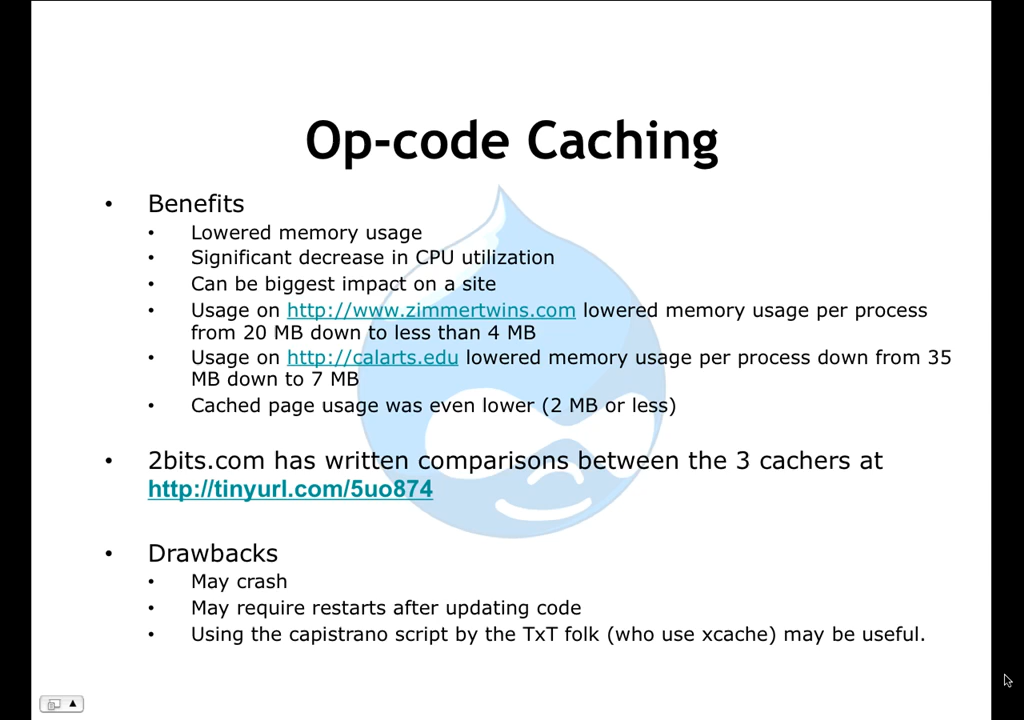 Op-code Caching
• Benefits
• Lowered memory usage
• Significant decrease in CPU utilization
• Can be biggest impact on a site
• Usage on http://www.zimmertwins.com lowered memory usage per process
from 20 MB down to less than 4 MB
• Usage on http://calarts.edu lowered memory usage per process down from 35
MB down to 7 MB
• Cached page usage was even lower (2 MB or less)
• 2bits.com has written comparisons between the 3 cachers at
http://tinyurl.com/5uo874
• Drawbacks
• May crash
• May require restarts after updating code
• Using the capistrano script by the TxT folk (who use xcache) may be useful.